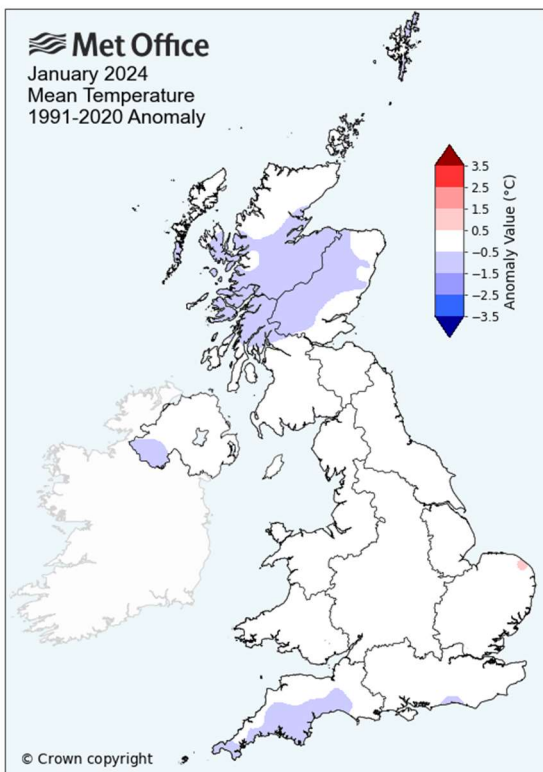 Met Office
January 2024
Mean Temperature
1991-2020 Anomaly
3.5
2.5
1.5
0.5
−0.5
−1.5
−2.5
−3.5
Anomaly Value (°C)
© Crown copyright